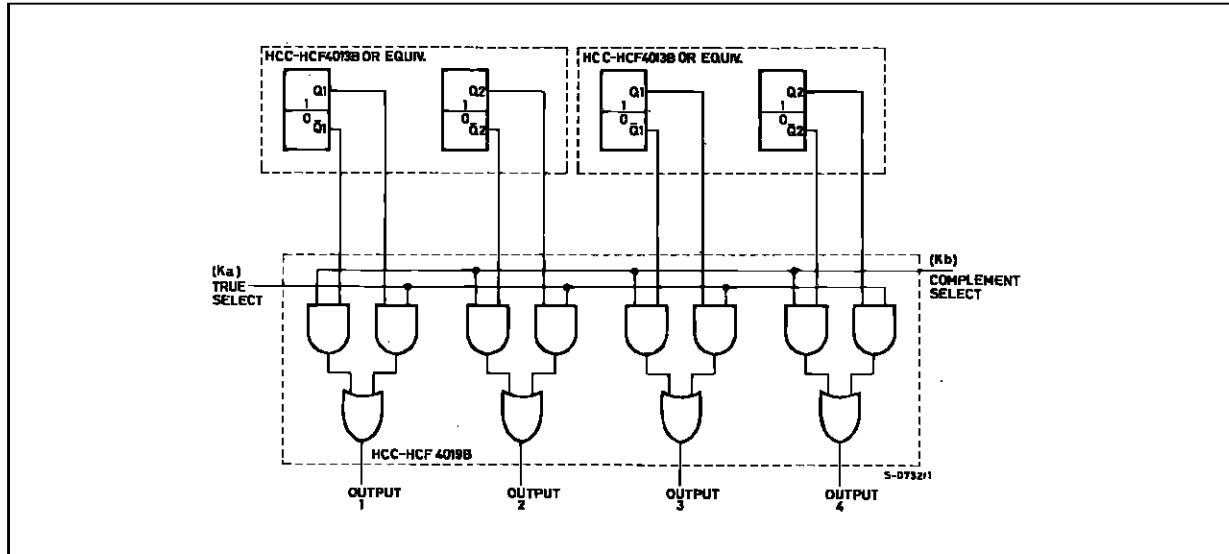 HCC-HCF4013B OR EQUIV.
HCC-HCF4013B OR EQUIV.
Q1
1
0
Q̅1
Q2
1
0
Q̅2
Q1
1
0
Q̅1
Q2
1
0
Q̅2
(Ka)
TRUE
SELECT
(Kb)
COMPLEMENT
SELECT
HCC-HCF 4019B
S-0732/1
OUTPUT
1
OUTPUT
2
OUTPUT
3
OUTPUT
4